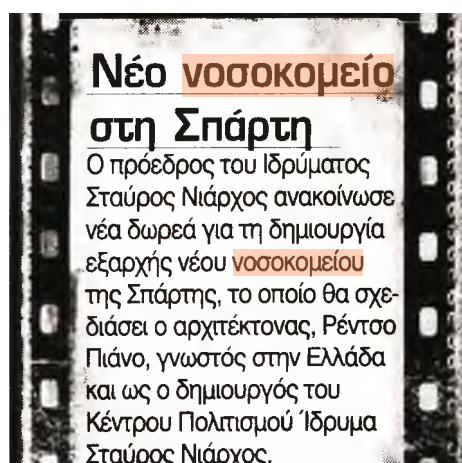 Νέο νοσοκομείο
στη Σπάρτη
Ο πρόεδρος του Ιδρύματος
Σταύρος Νιάρχος ανακοίνωσε
νέα δωρεά για τη δημιουργία
εξαρχής νέου νοσοκομείου
της Σπάρτης, το οποίο θα σχε-
διάσει ο αρχιτέκτονας, Ρέντσο
Πιάνο, γνωστός στην Ελλάδα
και ως ο δημιουργός του
Κέντρου Πολιτισμού Ίδρυμα
Σταύρος Νιάρχος.